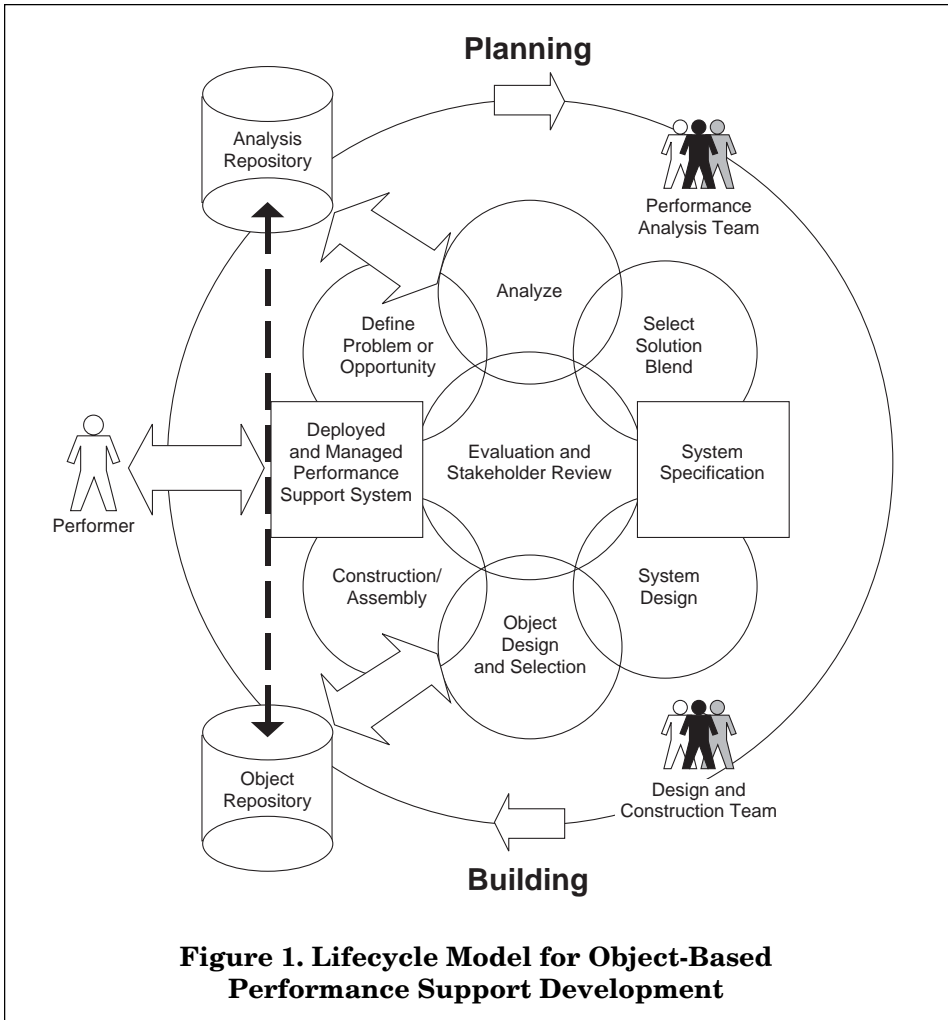 Planning
Analysis
Repository
Performance
Analysis Team
Analyze
Define
Problem or
Opportunity
Select
Solution
Blend
Deployed
and Managed
Performance
Support System
Evaluation and
Stakeholder Review
System
Specification
Performer
Construction/
Assembly
System
Design
Object
Design
and Selection
Object
Repository
Design and
Construction Team
Building
Figure 1. Lifecycle Model for Object-Based
Performance Support Development